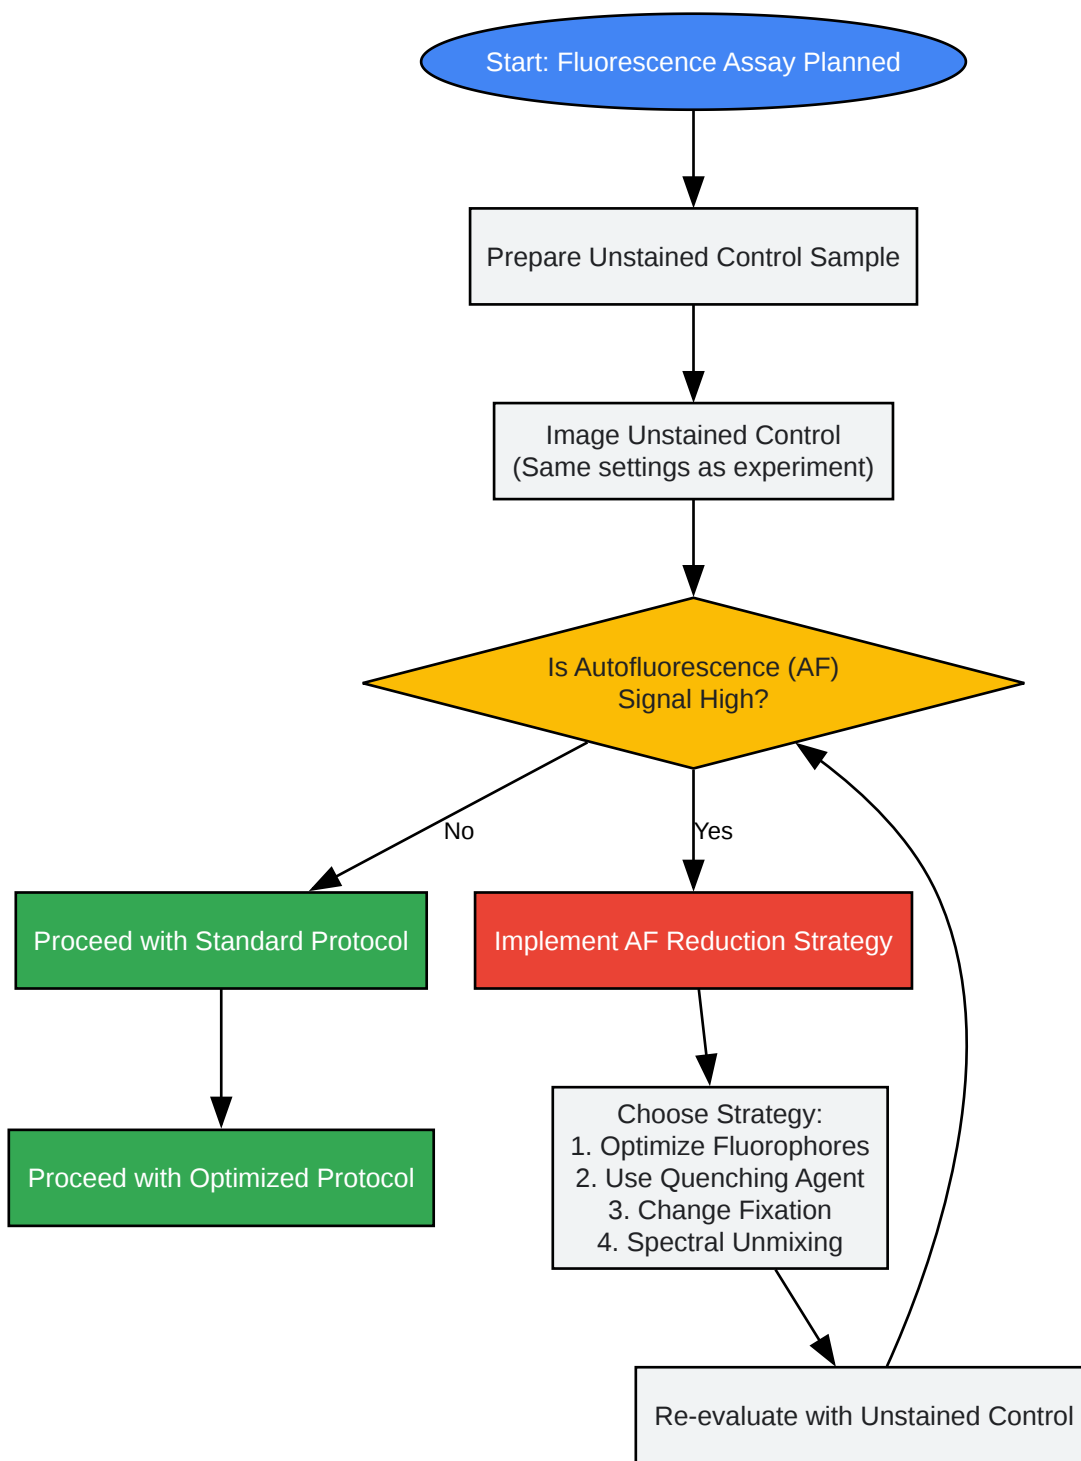 Start: Fluorescence Assay Planned
Prepare Unstained Control Sample
Image Unstained Control
(Same settings as experiment)
Is Autofluorescence (AF)
Signal High?
No
Yes
Proceed with Standard Protocol
Implement AF Reduction Strategy
Choose Strategy:
1. Optimize Fluorophores
2. Use Quenching Agent
3. Change Fixation
4. Spectral Unmixing
Proceed with Optimized Protocol
Re-evaluate with Unstained Control